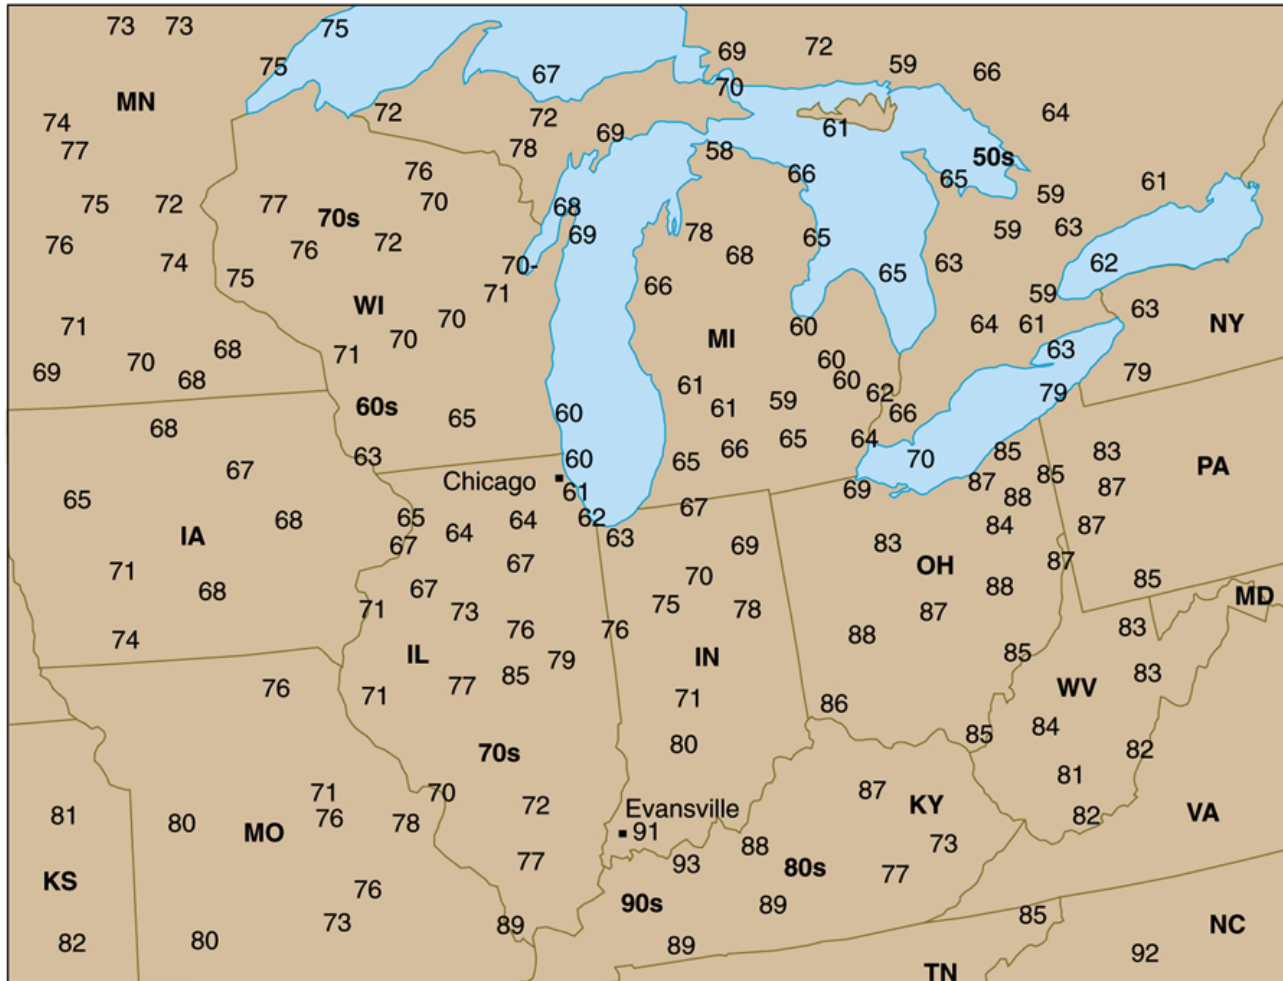 73 73 75
69 72 59 66
75 67
70
MN
72 72 64
74 69 61
77 78 58 50s
76 66 65 61
75 72 77 70 68 59
70s 69 78 65 59 63
76 76 72 68
74 75 70- 63 62
71 66 65 59
WI 63
71 70 60 64 61 NY
70 MI
69 70 68 71 60 63
68 61 60 62 79 79
60s 65 60 61 59 66
68 65 64
63 60 66 85 83
67 65 70 PA
Chicago 61 87 85 87
65 69 88
68 65 64 62 67 84 87
IA 67 64 63 69 83
71 67 70 OH 87
68 67 88 85
71 73 75 78 87 MD
74 76 76 88 83
IL 79 IN 85
76 71 77 85 71 WV 83
86 84
70s 80 85 82
81
71 70 72 87 KY
81 80 76 78 Evansville 82 VA
MO 91 88 73
77 93 80s 77
KS 76 90s 89
73 89 85 NC
82 80 89 92
TN